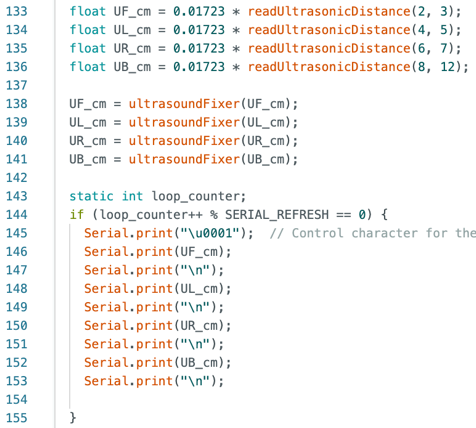 133 float UF_cm = 0.01723 * readUltrasonicDistance(2, 3);
134 float UL_cm = 0.01723 * readUltrasonicDistance(4, 5);
135 float UR_cm = 0.01723 * readUltrasonicDistance(6, 7);
136 float UB_cm = 0.01723 * readUltrasonicDistance(8, 12);
137
138 UF_cm = ultrasoundFixer(UF_cm);
139 UL_cm = ultrasoundFixer(UL_cm);
140 UR_cm = ultrasoundFixer(UR_cm);
141 UB_cm = ultrasoundFixer(UB_cm);
142
143 static int loop_counter;
144 if (loop_counter++ % SERIAL_REFRESH == 0) {
145 Serial.print("\u0001"); // Control character for the
146 Serial.print(UF_cm);
147 Serial.print("\n");
148 Serial.print(UL_cm);
149 Serial.print("\n");
150 Serial.print(UR_cm);
151 Serial.print("\n");
152 Serial.print(UB_cm);
153 Serial.print("\n");
154
155 }